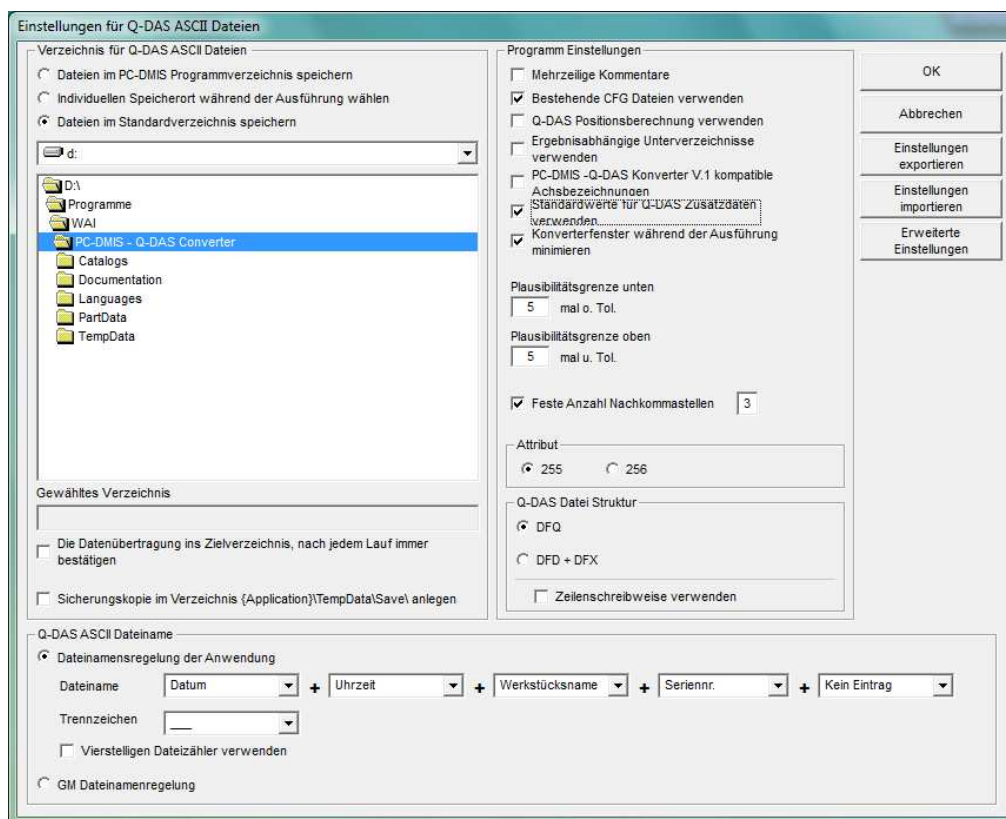 Einstellungen für Q-DAS ASCII Dateien
Verzeichnis für Q-DAS ASCII Dateien
Dateien im PC-DMIS Programmverzeichnis speichern
Individuellen Speicherort während der Ausführung wählen
Dateien im Standardverzeichnis speichern
d:
D:\
Programme
WAI
PC-DMIS - Q-DAS Converter
Catalogs
Documentation
Languages
PartData
TempData
Gewähltes Verzeichnis
Die Datenübertragung ins Zielverzeichnis, nach jedem Lauf immer
bestätigen
Sicherungskopie im Verzeichnis {Application}\TempData\Save\ anlegen
Programm Einstellungen
Mehrzeilige Kommentare
Bestehende CFG Dateien verwenden
Q-DAS Positionsberechnung verwenden
Ergebnisabhängige Unterverzeichnisse
verwenden
PC-DMIS -Q-DAS Konverter V.1 kompatible
Achsbezeichnungen
Standardwerte für Q-DAS Zusatzdaten
verwenden
Konverterfenster während der Ausführung
minimieren
Plausibilitätsgrenze unten
5 mal o. Tol.
Plausibilitätsgrenze oben
5 mal u. Tol.
Feste Anzahl Nachkommastellen 3
Attribut
255 256
Q-DAS Datei Struktur
DFQ
DFD + DFX
Zeilenschreibweise verwenden
OK
Abbrechen
Einstellungen
exportieren
Einstellungen
importieren
Erweiterte
Einstellungen
Q-DAS ASCII Dateiname
Dateinamensregelung der Anwendung
Dateiname Datum + Uhrzeit + Werkstücksname + Seriennr. + Kein Eintrag
Trennzeichen ___
Vierstelligen Dateizähler verwenden
GM Dateinamenregelung